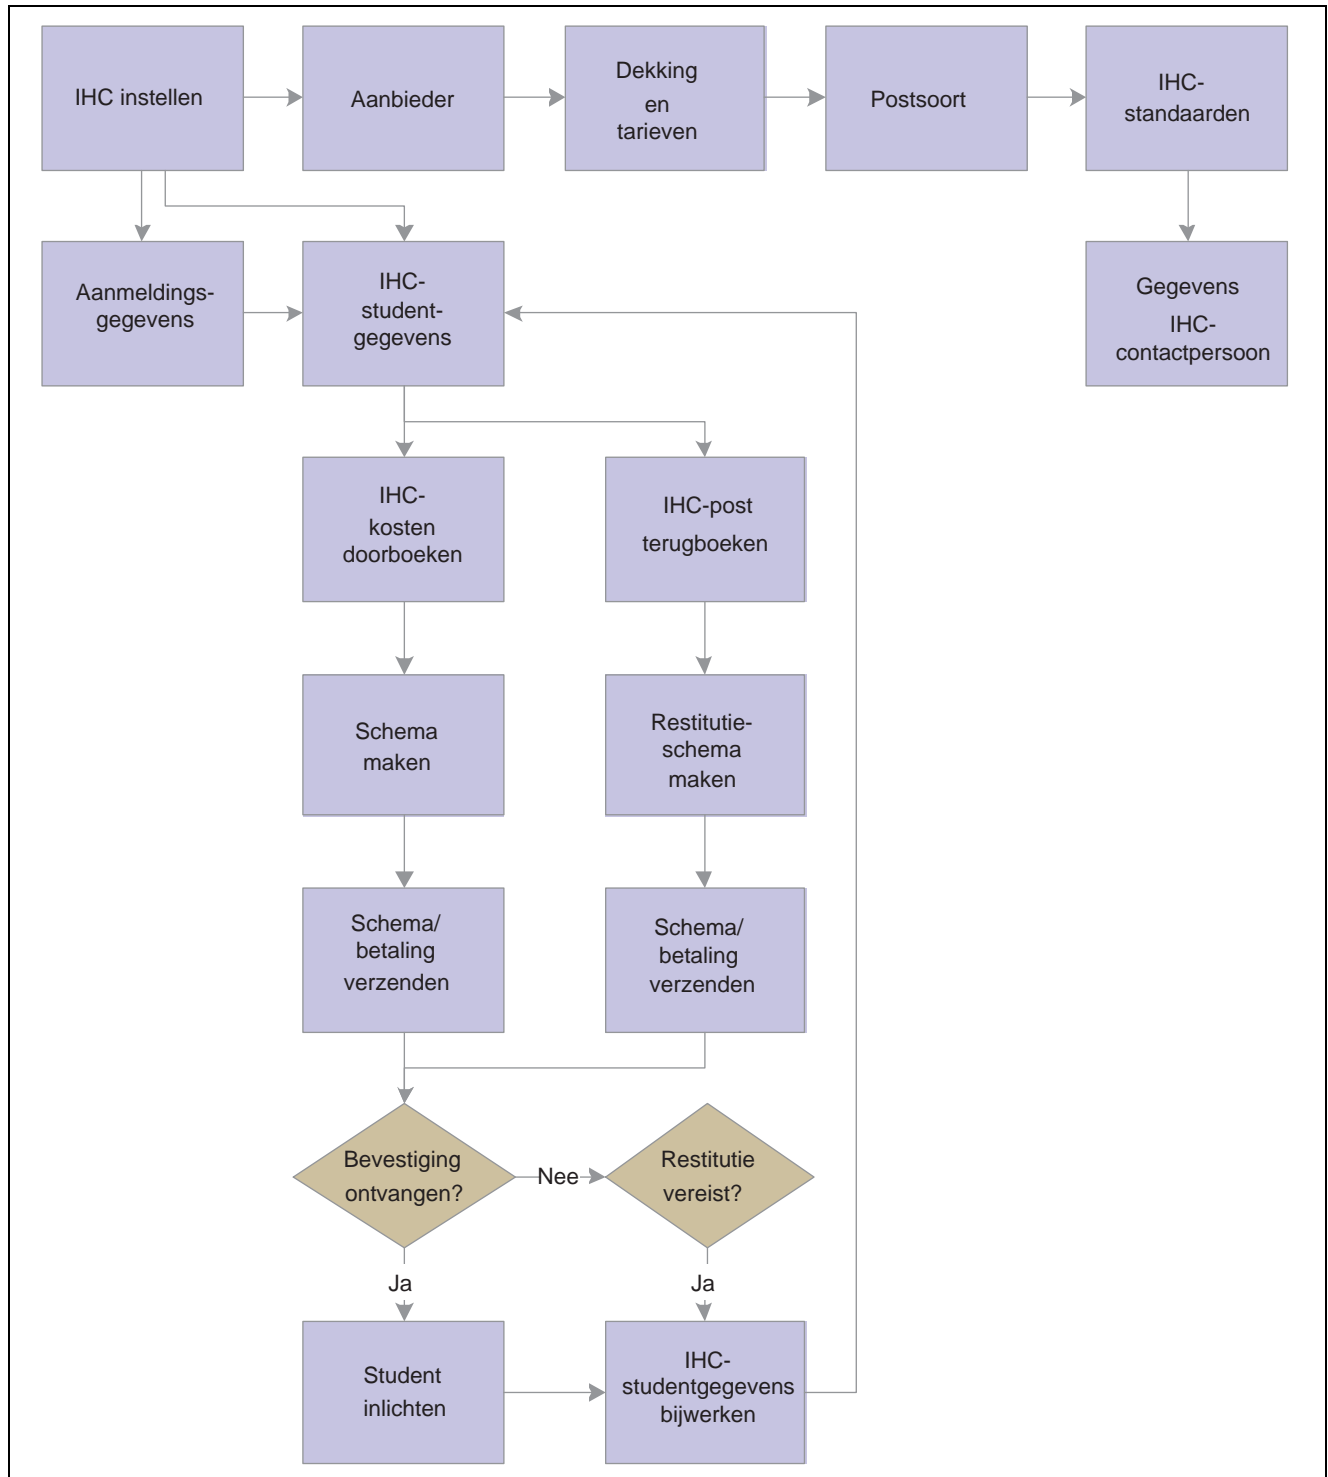 IHC instellen
Aanbieder
Dekking
en
tarieven
Postsoort
IHC-
standaarden
Aanmeldings-
gegevens
IHC-
student-
gegevens
Gegevens
IHC-
contactpersoon
IHC-
kosten
doorboeken
IHC-post
terugboeken
Schema
maken
Restitutie-
schema
maken
Schema/
betaling
verzenden
Schema/
betaling
verzenden
Bevestiging
ontvangen?
Nee
Restitutie
vereist?
Ja
Ja
Student
inlichten
IHC-
studentgegevens
bijwerken